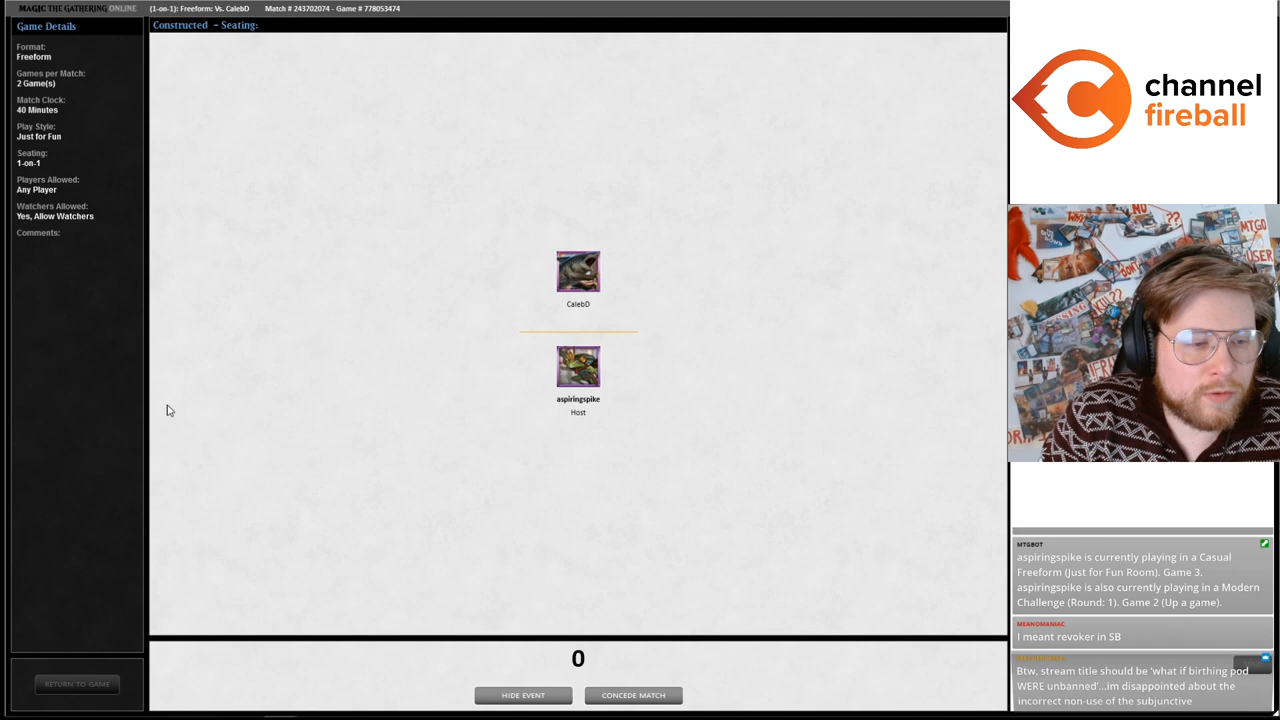 MAGIC THE GATHERING ONLINE (1-on-1): Freeform: Vs. CalebD Match # 243702074 - Game # 778053474
Game Details
Format:
Freeform
Games per Match:
2 Game(s)
Match Clock:
40 Minutes
Play Style:
Just for Fun
Seating:
1-on-1
Players Allowed:
Any Player
Watchers Allowed:
Yes, Allow Watchers
Comments:
RETURN TO GAME
Constructed - Seating:
CalebD
aspiringspike
Host
0
HIDE EVENT
CONCEDE MATCH
channel
fireball
MTGO
USER
MTGBOT
aspiringspike is currently playing in a Casual
Freeform (Just for Fun Room). Game 3.
aspiringspike is also currently playing in a Modern
Challenge (Round: 1). Game 2 (Up a game).
MEANOMANIAC
I meant revoker in SB
Btw, stream title should be 'what if birthing pod
WERE unbanned'...im disappointed about the
incorrect non-use of the subjunctive